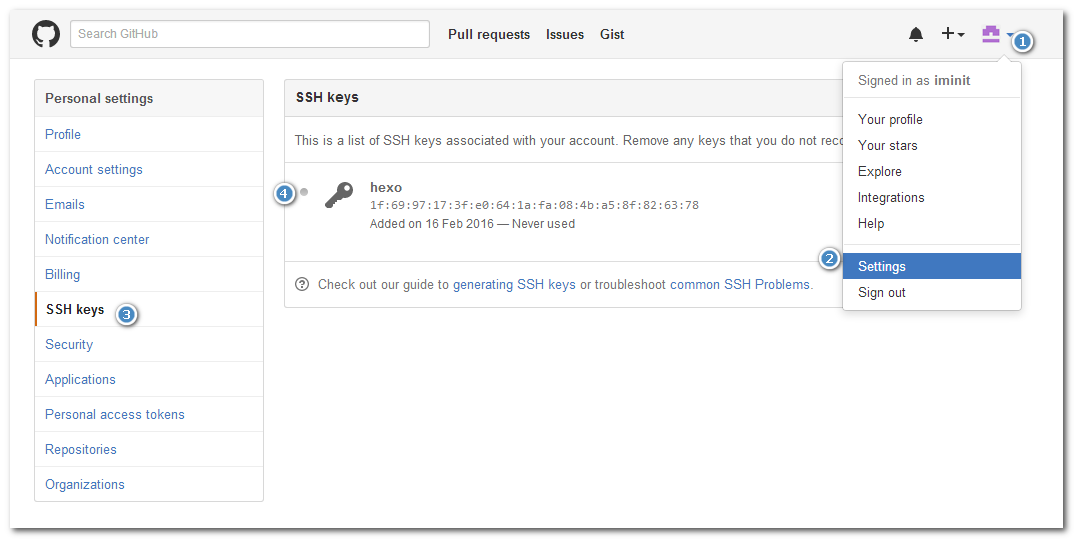 Search GitHub
Pull requests Issues Gist
1
Signed in as iminit
Your profile
Your stars
Explore
Integrations
Help
2
Settings
Sign out
Personal settings
Profile
Account settings
Emails
Notification center
Billing
SSH keys
3
Security
Applications
Personal access tokens
Repositories
Organizations
SSH keys
This is a list of SSH keys associated with your account. Remove any keys that you do not
4
hexo
1f:69:97:17:3f:e0:64:1a:fa:08:4b:a5:8f:82:63:78
Added on 16 Feb 2016 — Never used
Check out our guide to generating SSH keys or troubleshoot common SSH Problems.